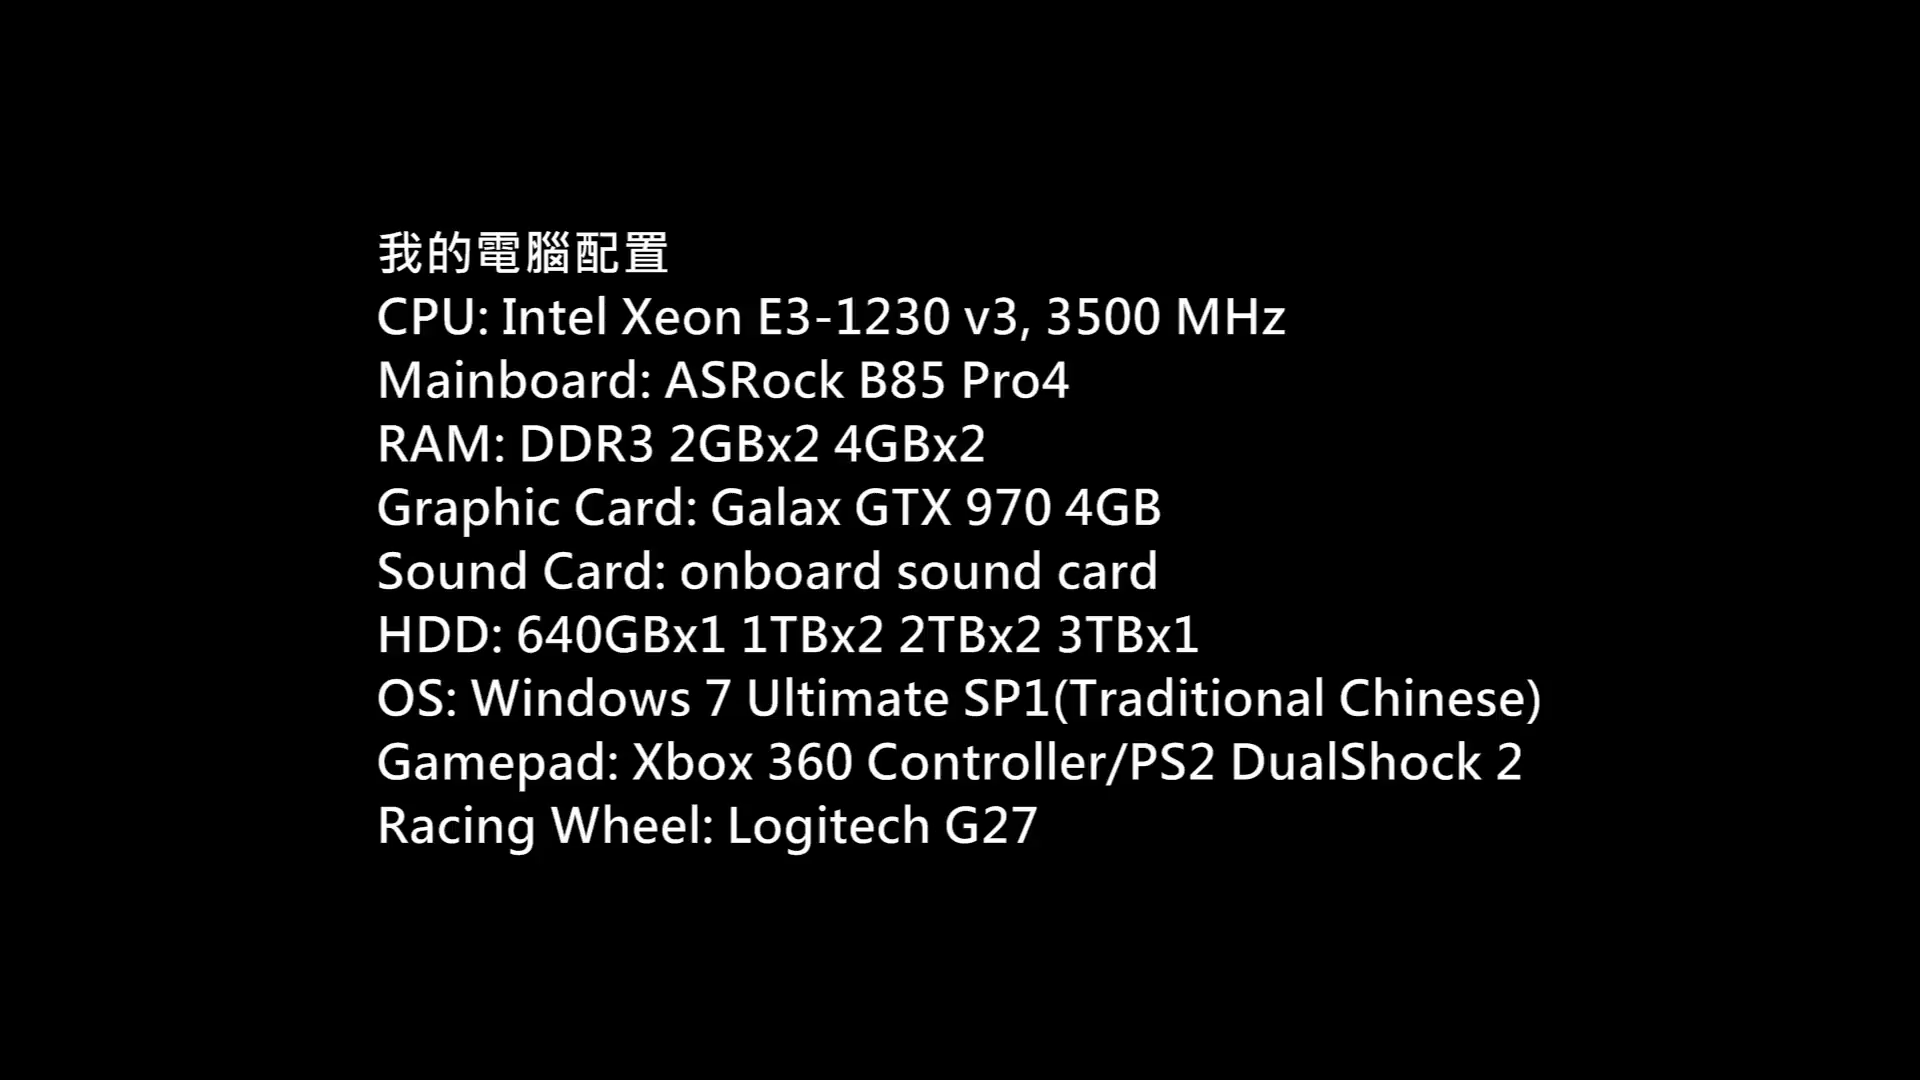 我的電腦配置
CPU: Intel Xeon E3-1230 v3, 3500 MHz
Mainboard: ASRock B85 Pro4
RAM: DDR3 2GBx2 4GBx2
Graphic Card: Galax GTX 970 4GB
Sound Card: onboard sound card
HDD: 640GBx1 1TBx2 2TBx2 3TBx1
OS: Windows 7 Ultimate SP1(Traditional Chinese)
Gamepad: Xbox 360 Controller/PS2 DualShock 2
Racing Wheel: Logitech G27